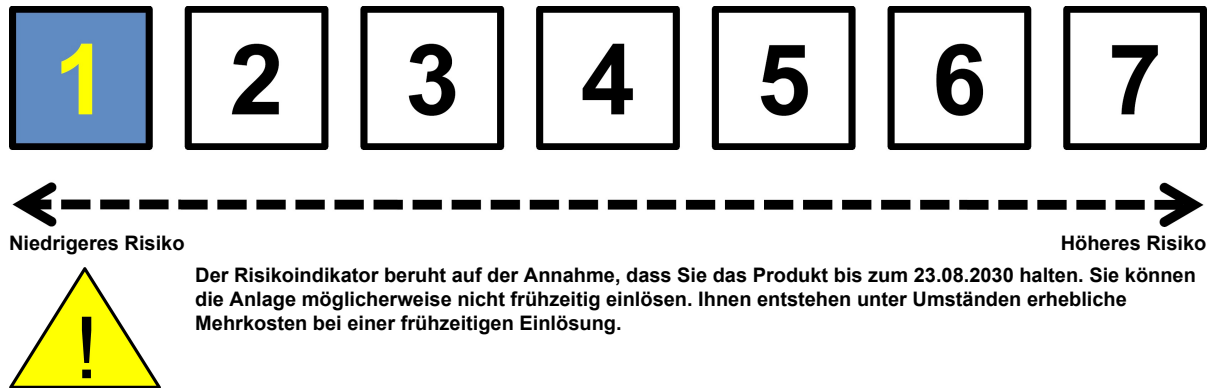 1 2 3 4 5 6 7
Niedrigeres Risiko Höheres Risiko
Der Risikoindikator beruht auf der Annahme, dass Sie das Produkt bis zum 23.08.2030 halten. Sie können
die Anlage möglicherweise nicht frühzeitig einlösen. Ihnen entstehen unter Umständen erhebliche
Mehrkosten bei einer frühzeitigen Einlösung.
!